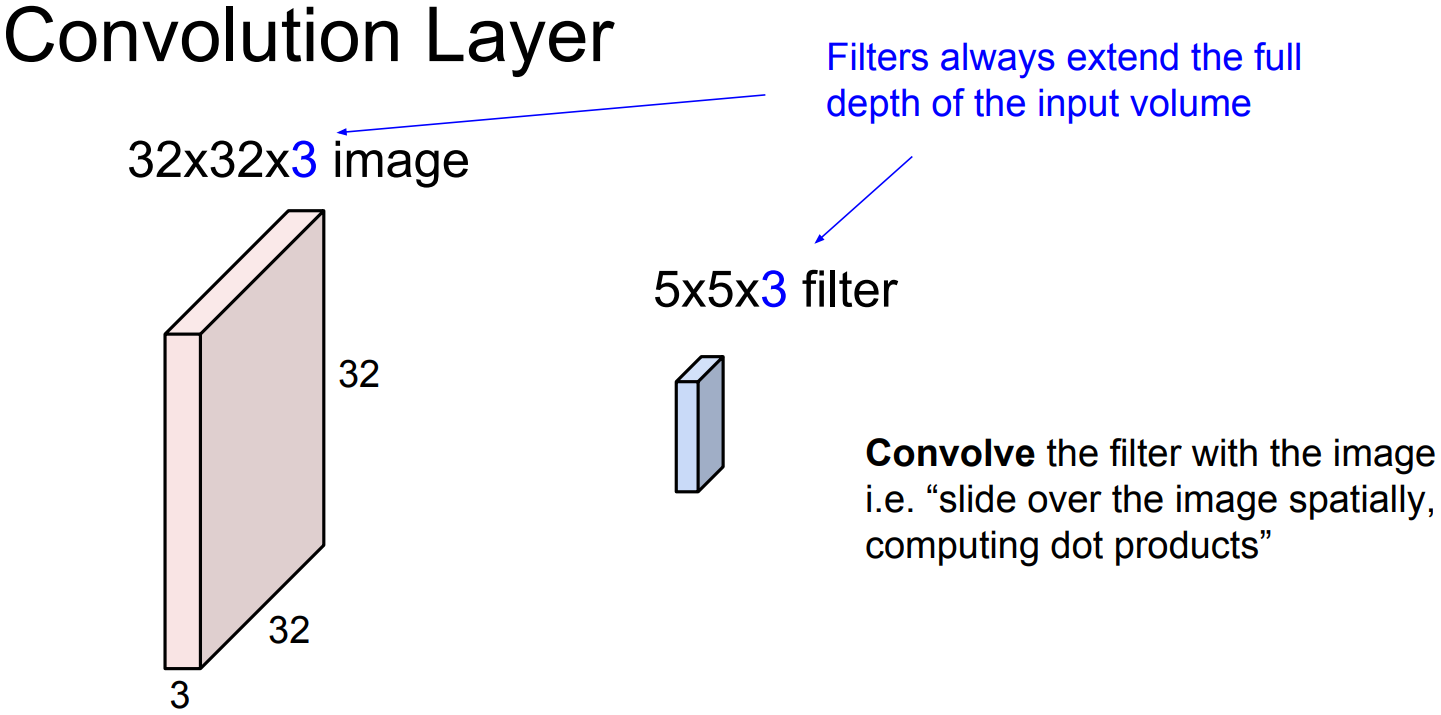 Convolution Layer
Filters always extend the full
depth of the input volume
32x32x3 image
5x5x3 filter
32
32
3
Convolve the filter with the image
i.e. “slide over the image spatially,
computing dot products”